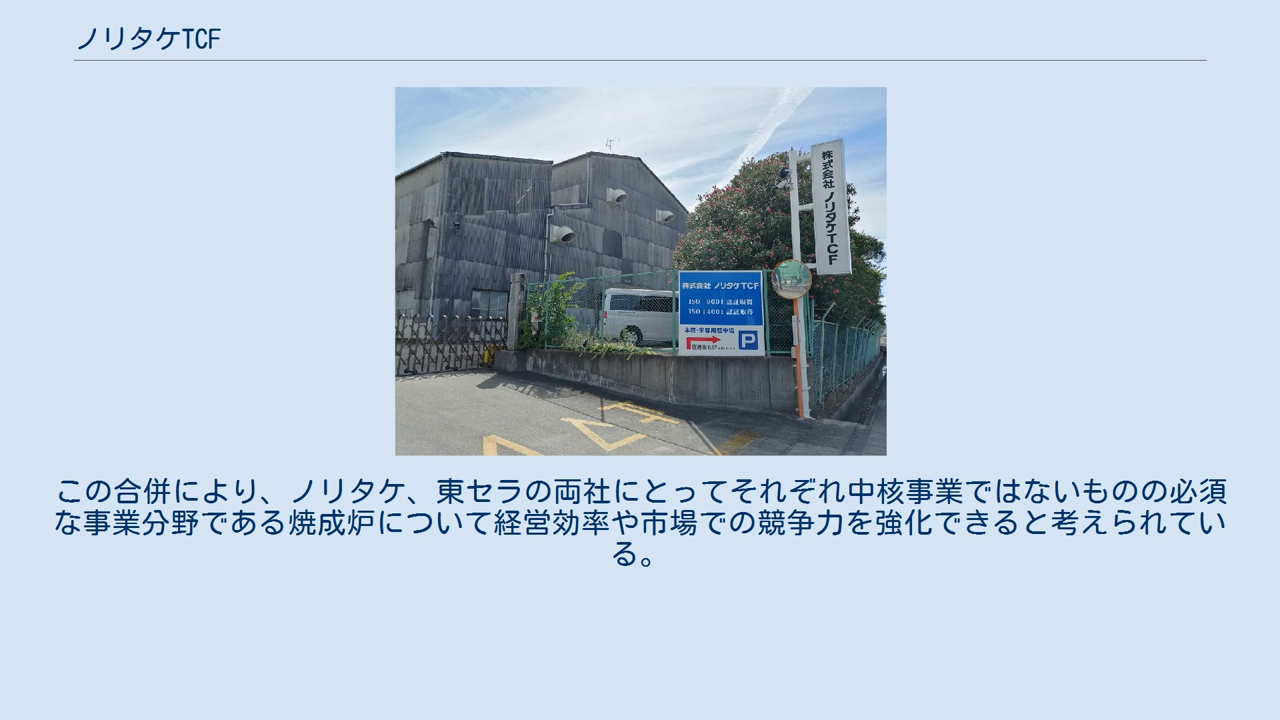 ノリタケTCF
株式会社 ノリタケTCF
株式会社 ノリタケTCF
ISO 9001 認証取得
ISO 14001 認証取得
P
この合併により、ノリタケ、東セラの両社にとってそれぞれ中核事業ではないものの必須
な事業分野である焼成炉について経営効率や市場での競争力を強化できると考えられてい
る。